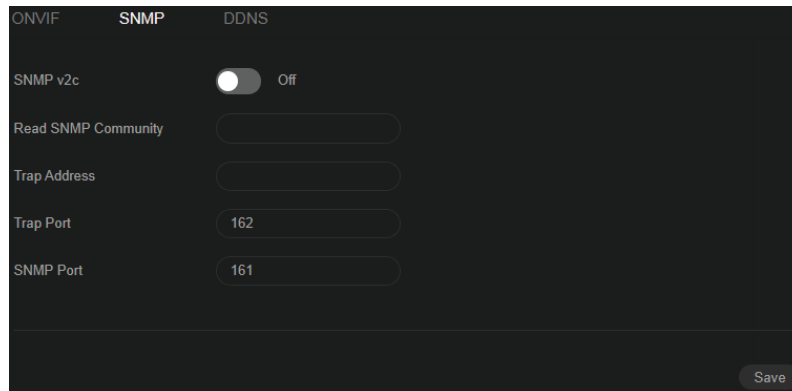 ONVIF SNMP DDNS
SNMP v2c Off
Read SNMP Community
Trap Address
Trap Port 162
SNMP Port 161
Save